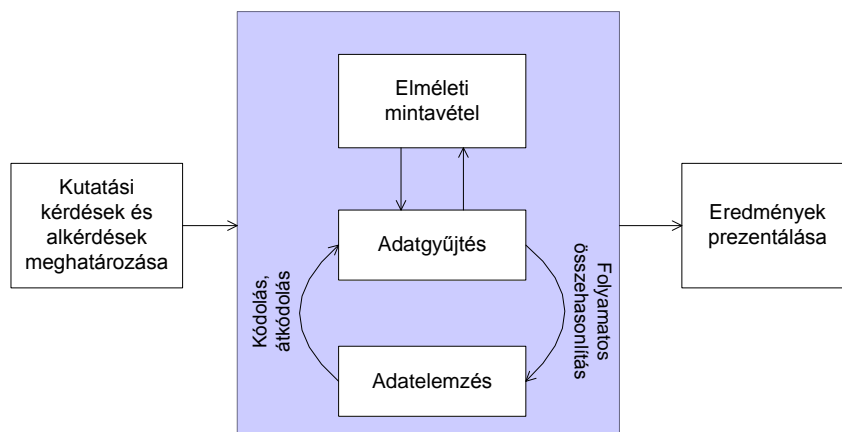 Kutatási
kérdések és
alkérdések
meghatározása
Elméleti
mintavétel
Adatgyűjtés
Kódolás,
átkódolás
Folyamatos
összehasonlítás
Adatelemzés
Eredmények
prezentálása